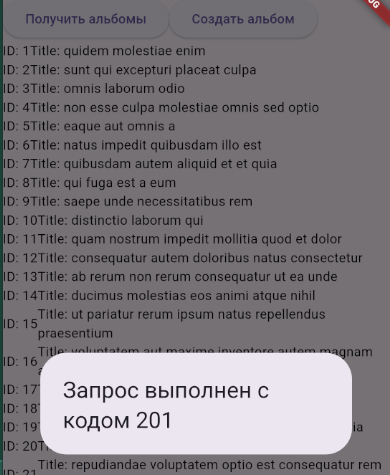 Получить альбомы Создать альбом
ID: 1Title: quidem molestiae enim
ID: 2Title: sunt qui excepturi placeat culpa
ID: 3Title: omnis laborum odio
ID: 4Title: non esse culpa molestiae omnis sed optio
ID: 5Title: eaque aut omnis a
ID: 6Title: natus impedit quibusdam illo est
ID: 7Title: quibusdam autem aliquid et et quia
ID: 8Title: qui fuga est a eum
ID: 9Title: saepe unde necessitatibus rem
ID: 10Title: distinctio laborum qui
ID: 11Title: quam nostrum impedit mollitia quod et dolor
ID: 12Title: consequatur autem doloribus natus consectetur
ID: 13Title: ab rerum non rerum consequatur ut ea unde
ID: 14Title: ducimus molestias eos animi atque nihil
ID: 15 Title: ut pariatur rerum ipsum natus repellendus
praesentium
ID: 16 Title: voluptatem aut maxime inventore autem magnam
Запрос выполнен с
кодом 201
ID: 17
ID: 18
ID: 19
ID: 20
ID: 21 Title: repudiandae voluptatem optio est consequatur rem